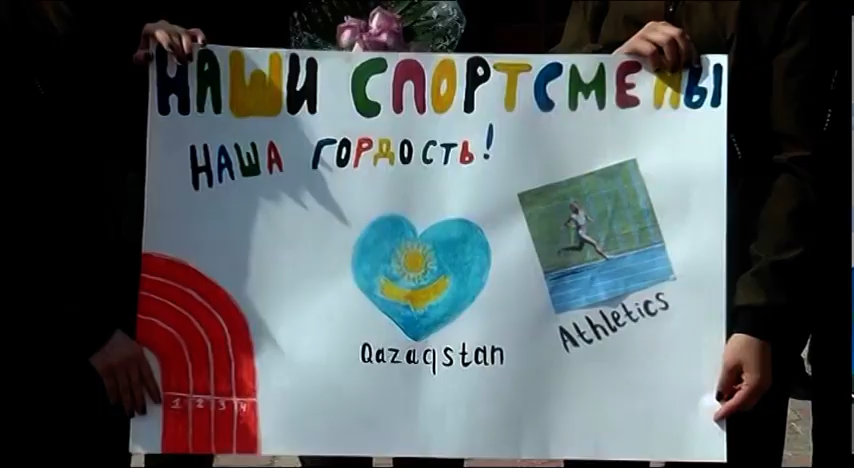 НАШИ СПОРТСМЕНЫ
НАША ГОРДОСТЬ!
Qazaqstan
Athletics
1 2 3 4